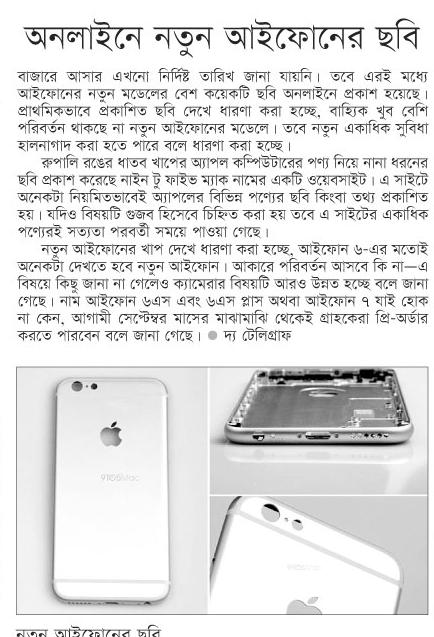 অনলাইনে নতুন আইফোনের ছবি
বাজারে আসার এখনো নির্দিষ্ট তারিখ জানা যায়নি। তবে এরই মধ্যে
আইফোনের নতুন মডেলের বেশ কয়েকটি ছবি অনলাইনে প্রকাশ হয়েছে।
প্রাথমিকভাবে প্রকাশিত ছবি দেখে ধারণা করা হচ্ছে, বাহ্যিক খুব বেশি
পরিবর্তন থাকছে না নতুন আইফোনের মডেলে। তবে নতুন একাধিক সুবিধা
হালনাগাদ করা হতে পারে বলে ধারণা করা হচ্ছে।
রুপালি রঙের ধাতব খাপের অ্যাপল কম্পিউটারের পণ্য নিয়ে নানা ধরনের
ছবি প্রকাশ করেছে নাইন টু ফাইভ ম্যাক নামের একটি ওয়েবসাইট। এ সাইটে
অনেকটা নিয়মিতভাবেই অ্যাপলের বিভিন্ন পণ্যের ছবি কিংবা তথ্য প্রকাশিত
হয়। যদিও বিষয়টি গুজব হিসেবে চিহ্নিত করা হয় তবে এ সাইটের একাধিক
পণ্যেরই সত্যতা পরবর্তী সময়ে পাওয়া গেছে।
নতুন আইফোনের খাপ দেখে ধারণা করা হচ্ছে, আইফোন ৬-এর মতোই
অনেকটা দেখতে হবে নতুন আইফোন। আকারে পরিবর্তন আসবে কি না—এ
বিষয়ে কিছু জানা না গেলেও ক্যামেরার বিষয়টি আরও উন্নত হচ্ছে বলে জানা
গেছে। নাম আইফোন ৬এস এবং ৬এস প্লাস অথবা আইফোন ৭ যাই হোক
না কেন, আগামী সেপ্টেম্বর মাসের মাঝামাঝি থেকেই গ্রাহকেরা প্রি-অর্ডার
করতে পারবেন বলে জানা গেছে। ● দ্য টেলিগ্রাফ
9TO5Mac
নতুন আইফোনের ছবি